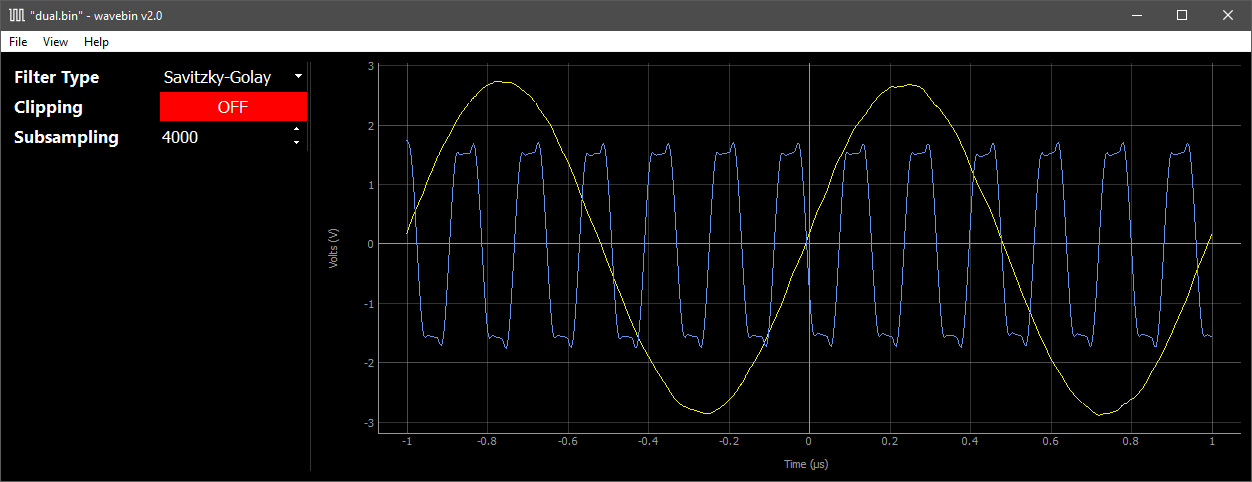 "dual.bin" - wavebin v2.0
File View Help
Filter Type Savitzky-Golay
Clipping OFF
Subsampling 4000
3
2
1
0
-1
-2
-3
Volts (V)
-1 -0.8 -0.6 -0.4 -0.2 0 0.2 0.4 0.6 0.8 1
Time (µs)